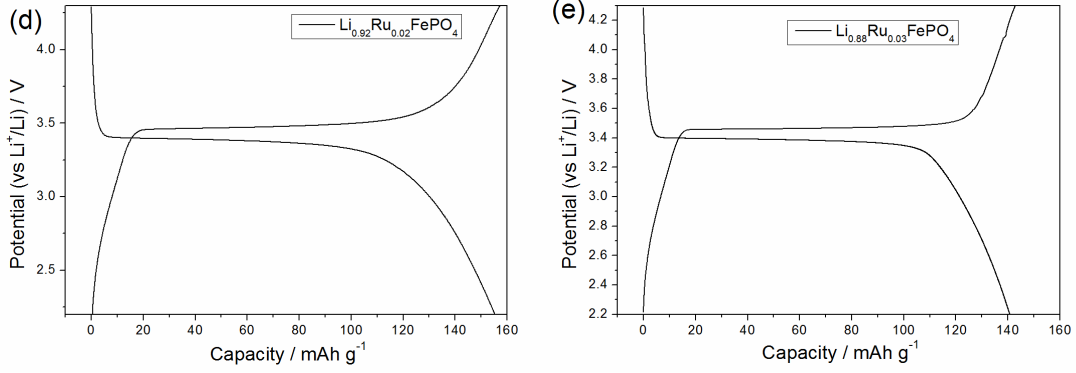 (d)
Li0.92Ru0.02FePO4
Potential (vs Li+/Li) / V
4.0
3.5
3.0
2.5
0 20 40 60 80 100 120 140 160
Capacity / mAh g-1
(e)
Li0.88Ru0.03FePO4
Potential (vs Li+/Li) / V
4.2
4.0
3.8
3.6
3.4
3.2
3.0
2.8
2.6
2.4
2.2
0 20 40 60 80 100 120 140 160
Capacity / mAh g-1